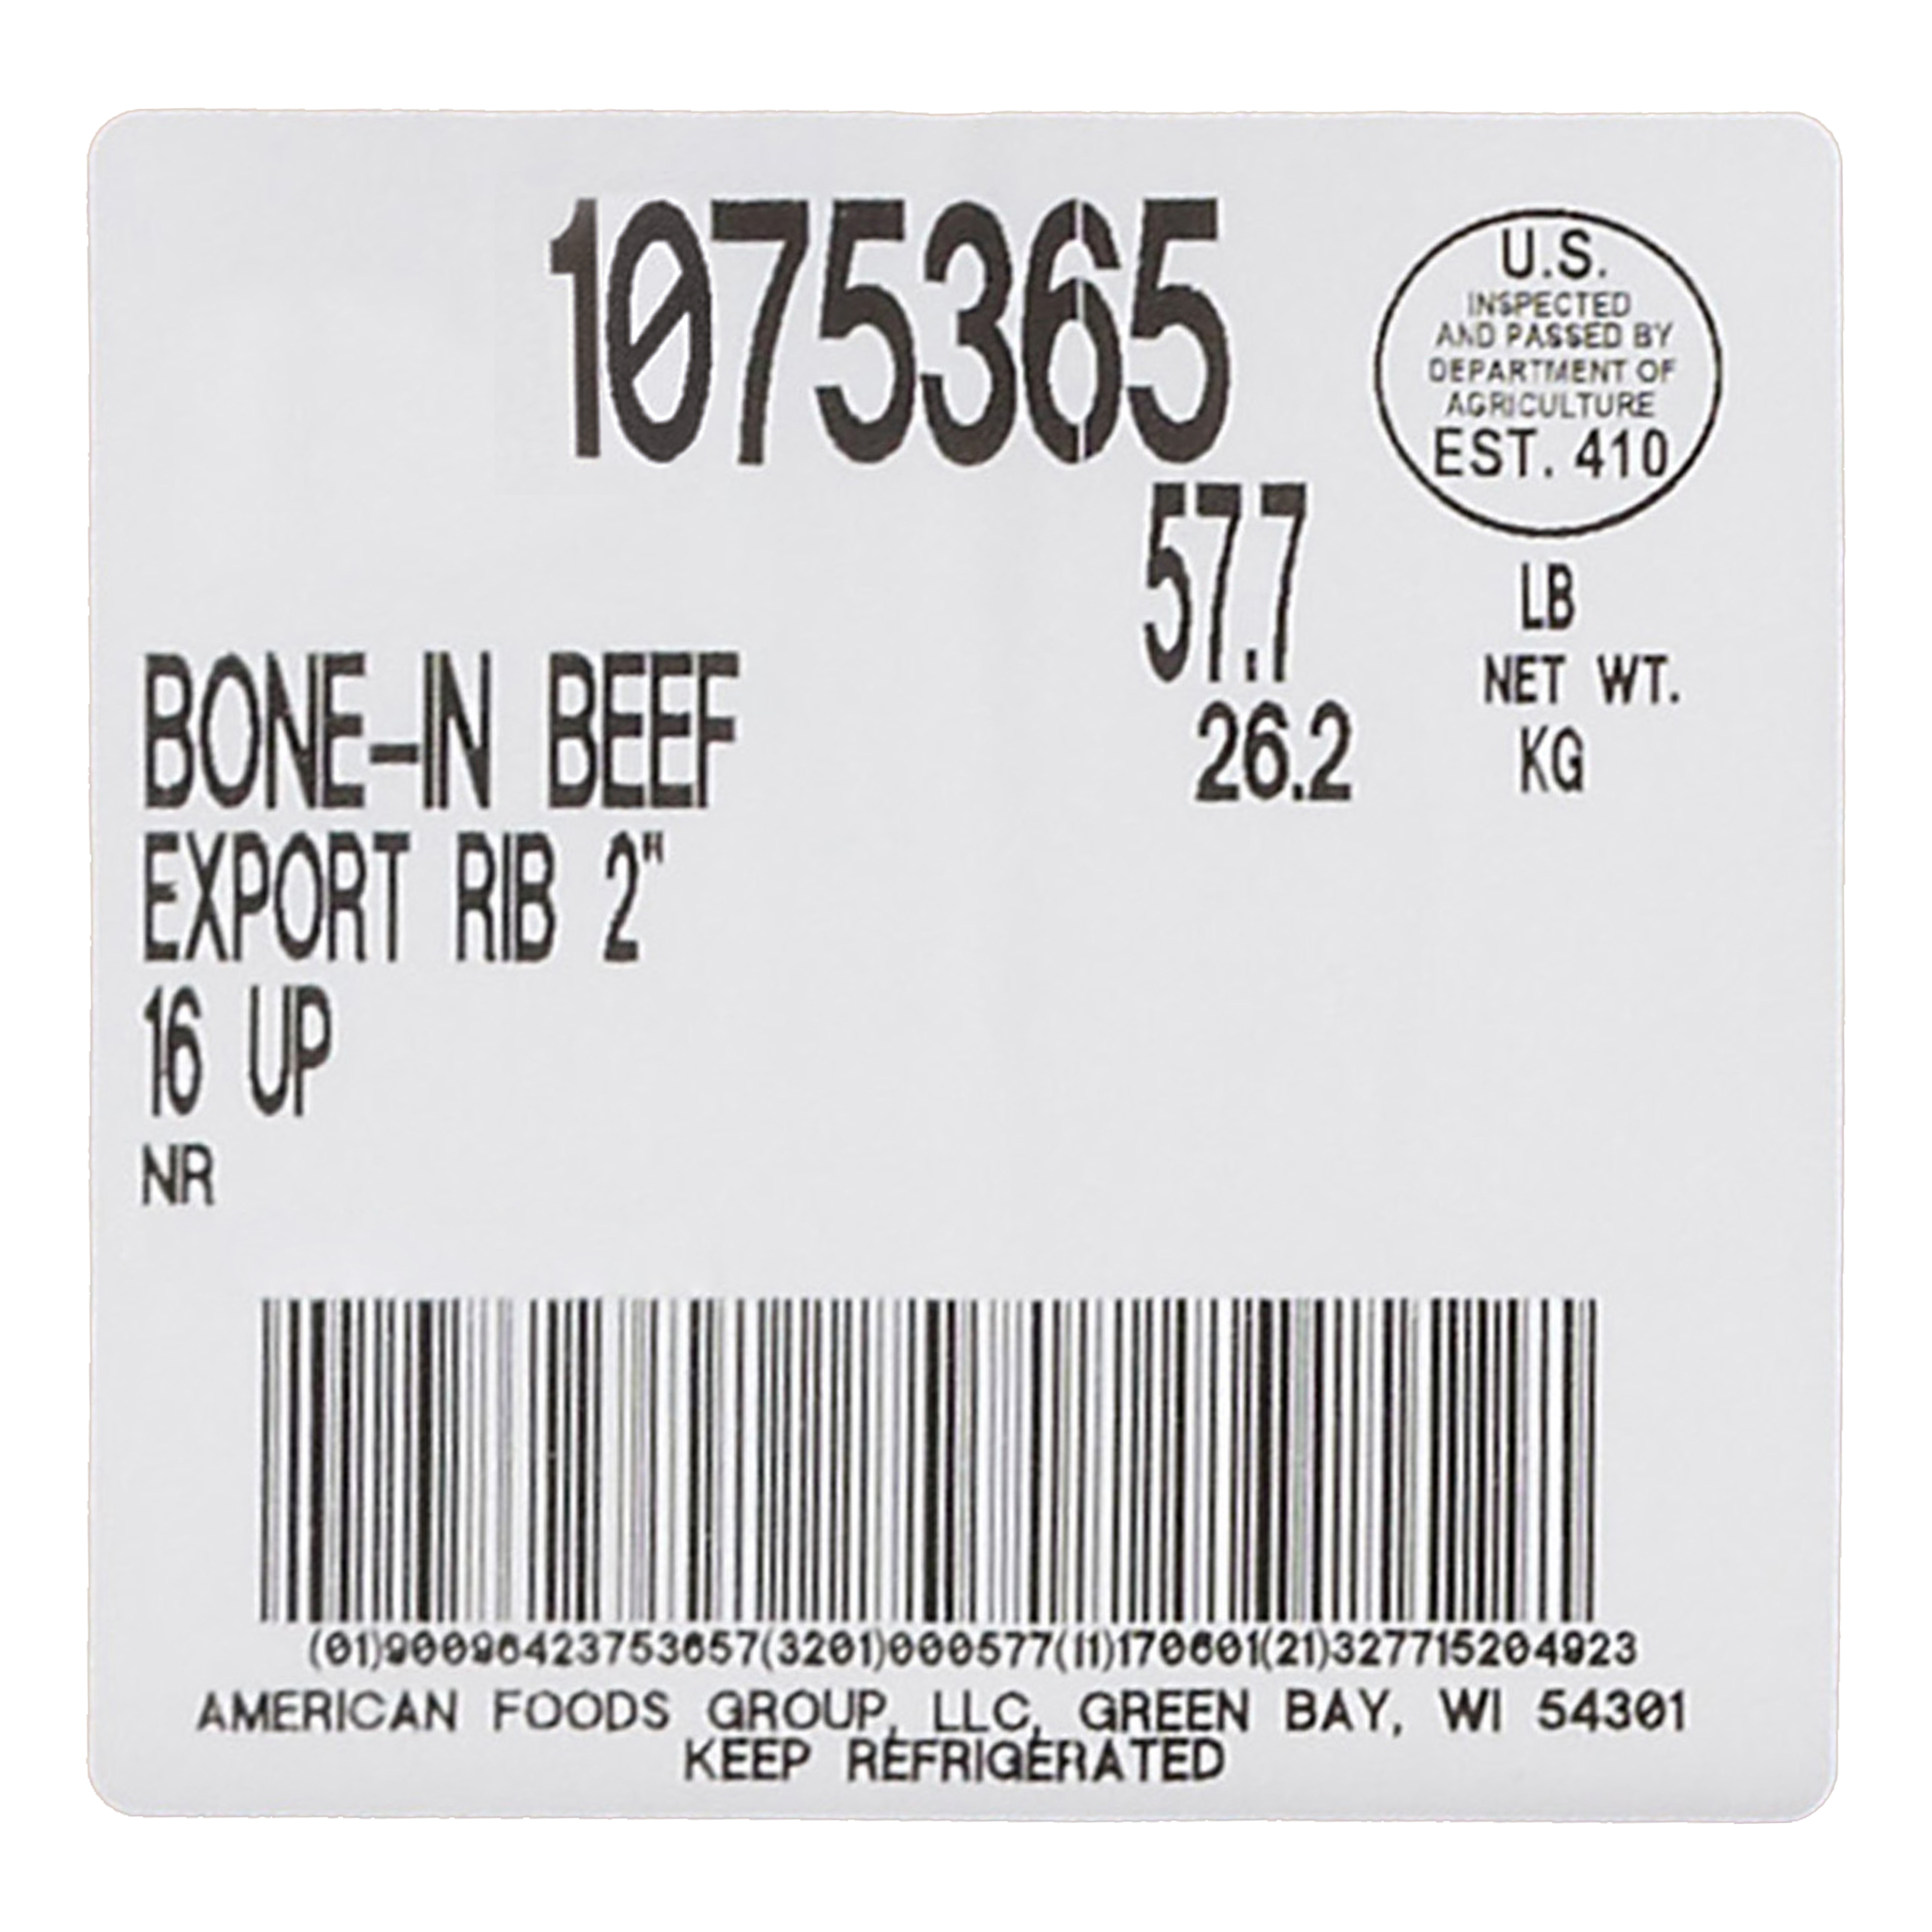 1075365
U.S.
INSPECTED
AND PASSED BY
DEPARTMENT OF
AGRICULTURE
EST. 410
57.7
LB
NET WT.
26.2
KG
BONE-IN BEEF
EXPORT RIB 2"
16 UP
NR
(01)90096423753657(3201)000577(11)170601(21)327715204923
AMERICAN FOODS GROUP, LLC, GREEN BAY, WI 54301
KEEP REFRIGERATED